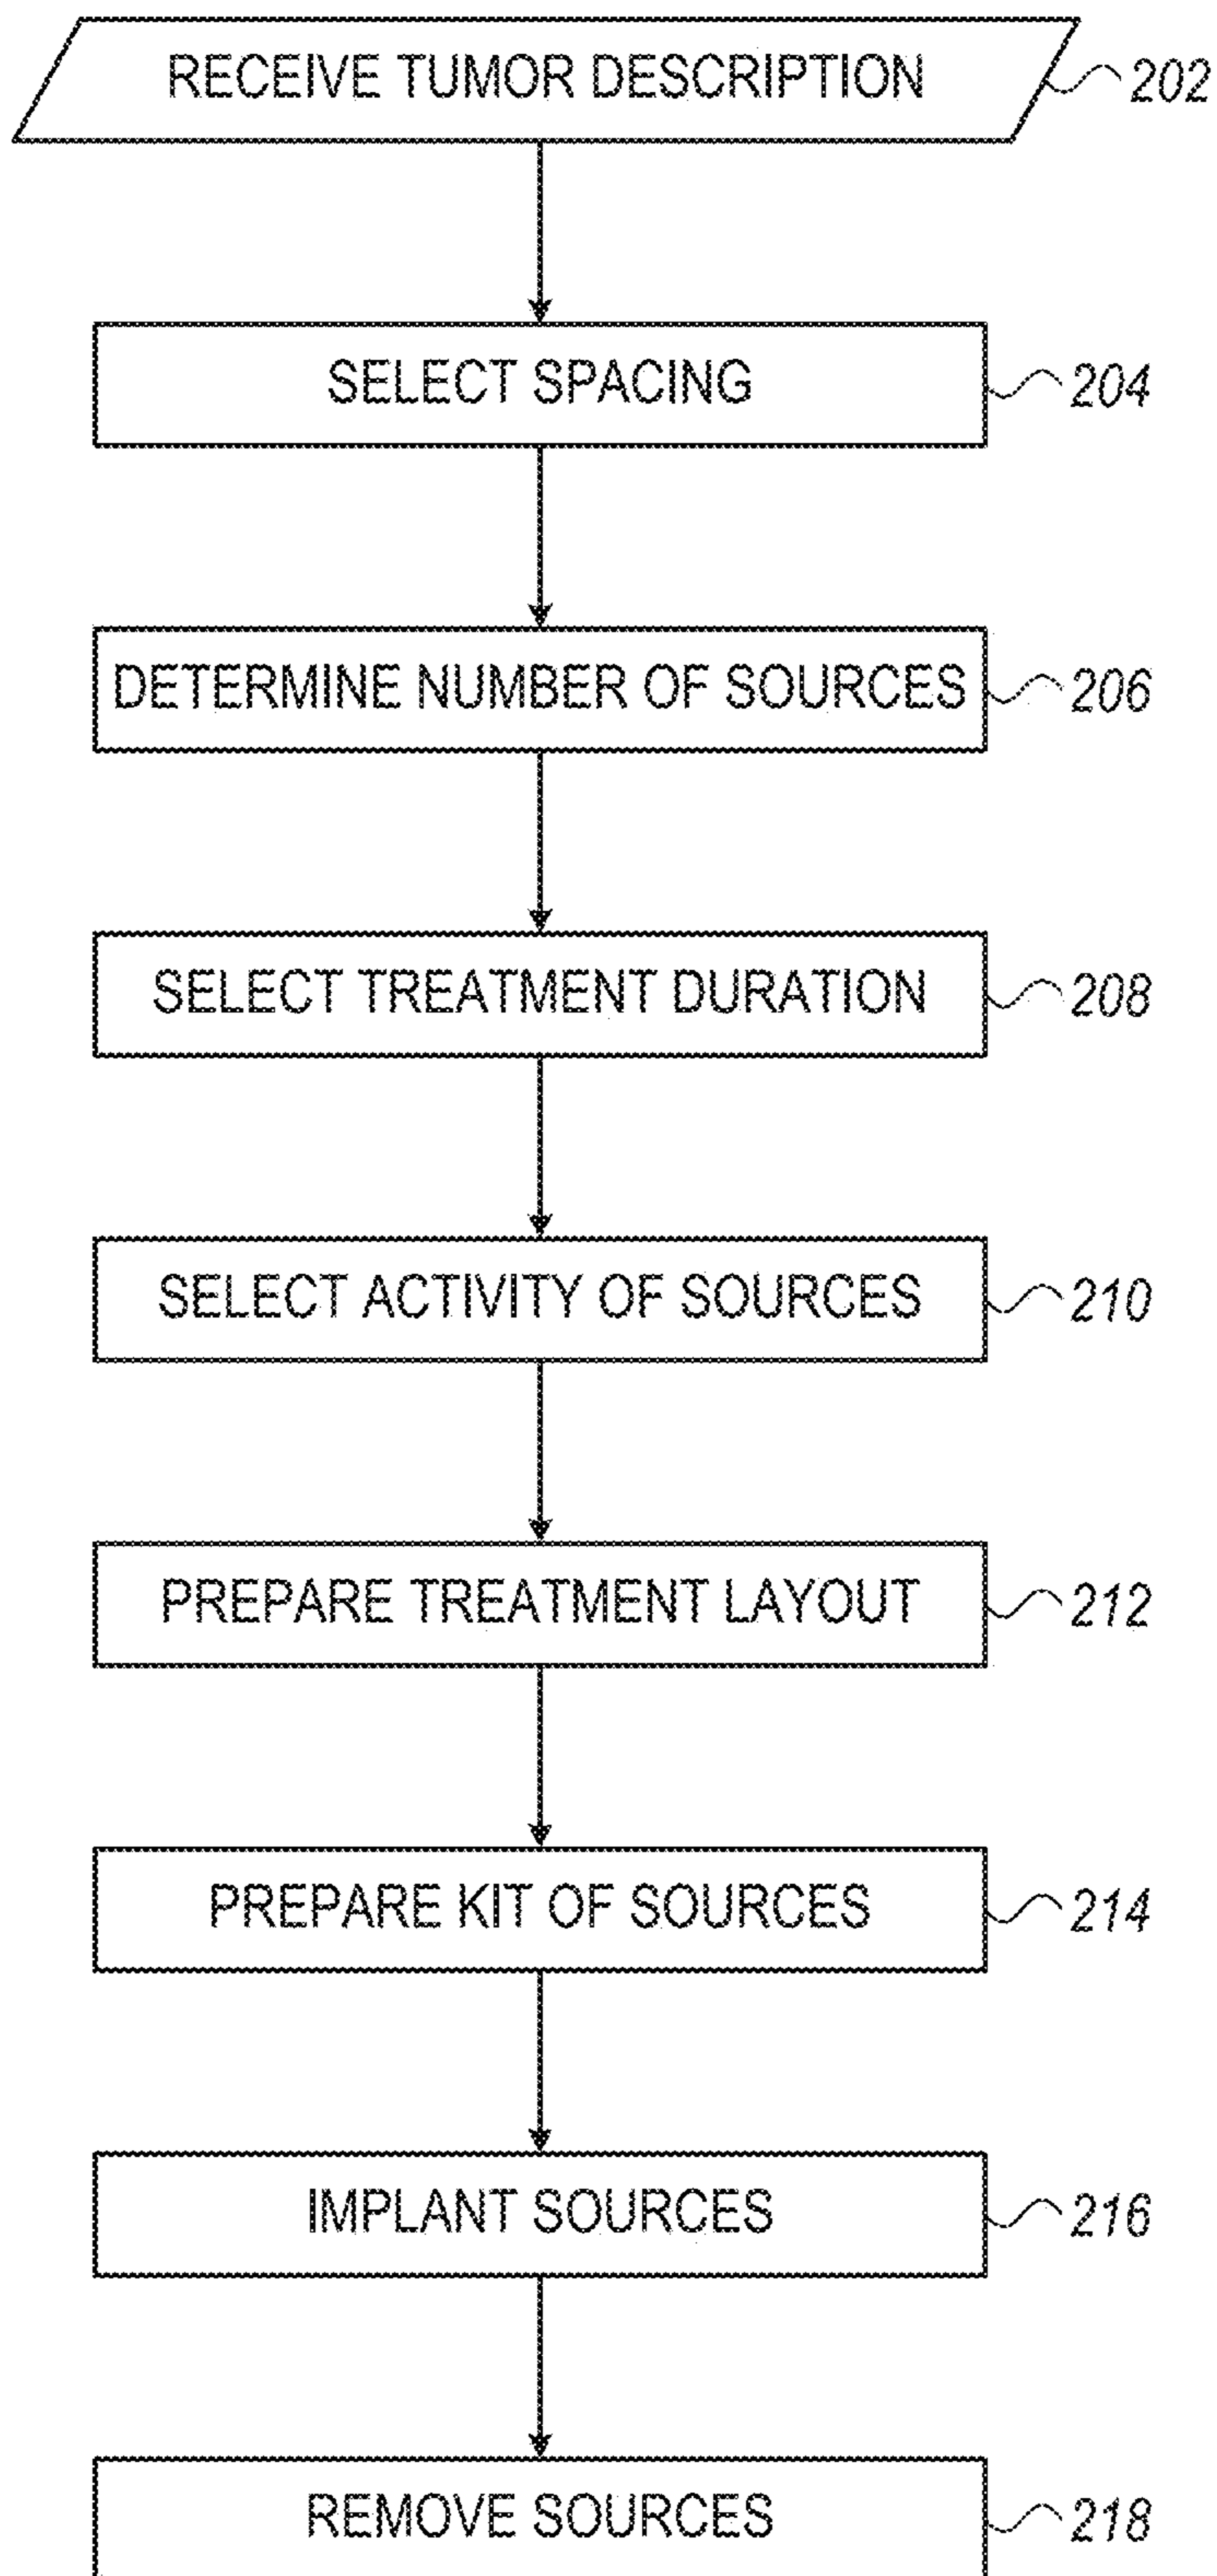 RECEIVE TUMOR DESCRIPTION 202
SELECT SPACING 204
DETERMINE NUMBER OF SOURCES 206
SELECT TREATMENT DURATION 208
SELECT ACTIVITY OF SOURCES 210
PREPARE TREATMENT LAYOUT 212
PREPARE KIT OF SOURCES 214
IMPLANT SOURCES 216
REMOVE SOURCES 218